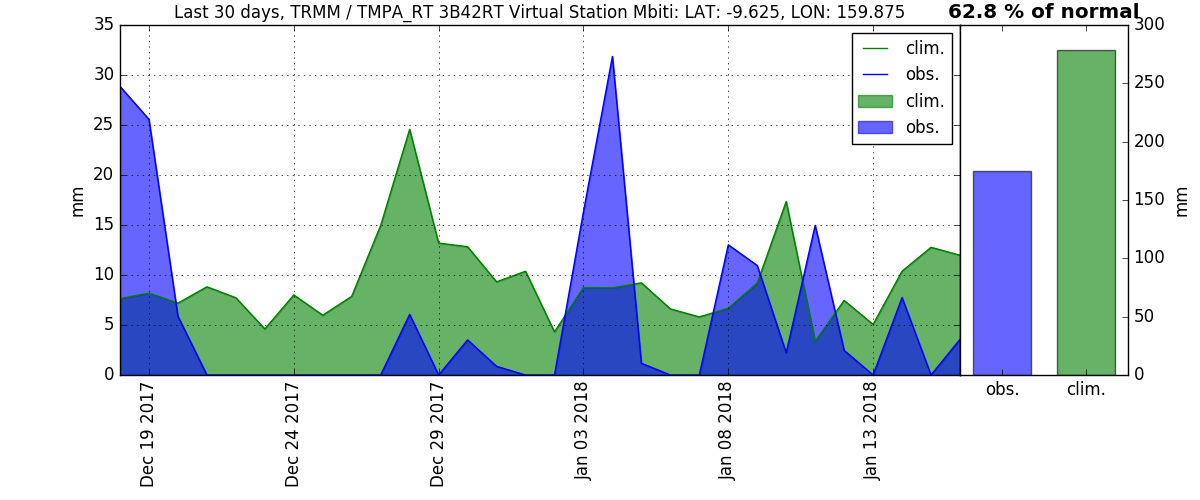 Last 30 days, TRMM / TMPA_RT 3B42RT Virtual Station Mbiti: LAT: -9.625, LON: 159.875
62.8 % of normal
35
30
25
20
15
10
5
0
mm
clim.
obs.
clim.
obs.
300
250
200
150
100
50
0
mm
Dec 19 2017
Dec 24 2017
Dec 29 2017
Jan 03 2018
Jan 08 2018
Jan 13 2018
obs.
clim.